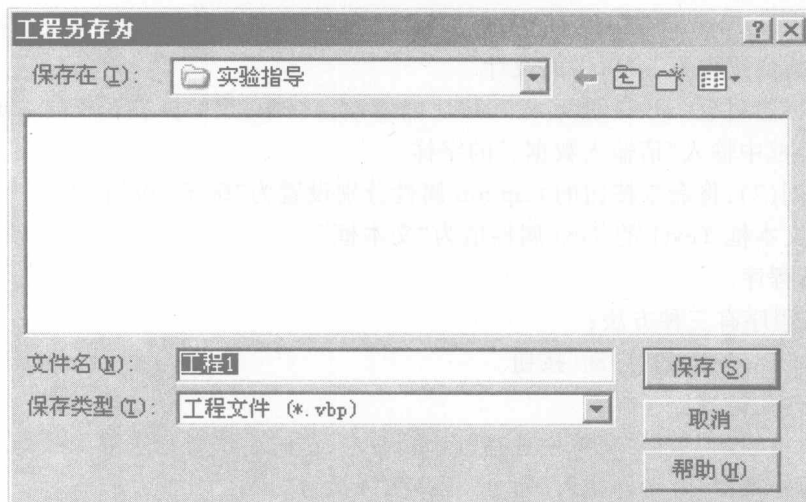 工程另存为
保存在(I): 实验指导
文件名(N): 工程1
保存(S)
保存类型(T): 工程文件 (*.vbp)
取消
帮助(H)